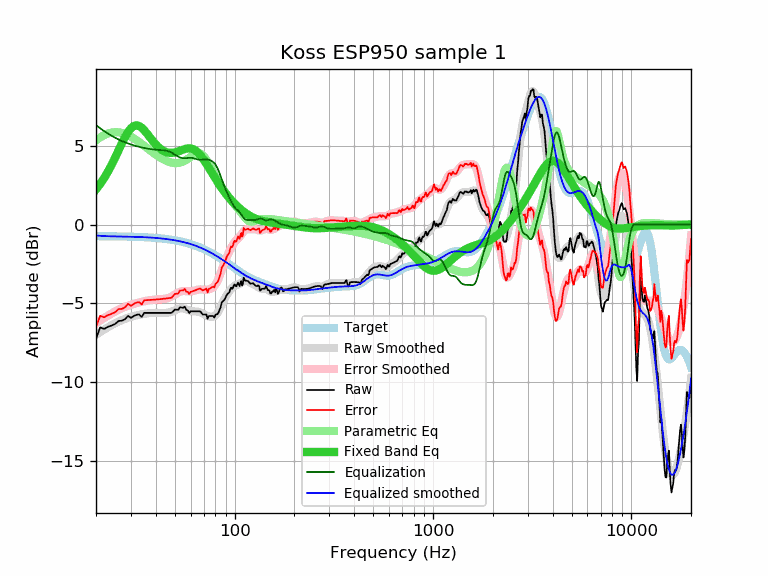 Koss ESP950 sample 1
Amplitude (dBr)
5
0
−5
−10
−15
Target
Raw Smoothed
Error Smoothed
Raw
Error
Parametric Eq
Fixed Band Eq
Equalization
Equalized smoothed
100
1000
10000
Frequency (Hz)